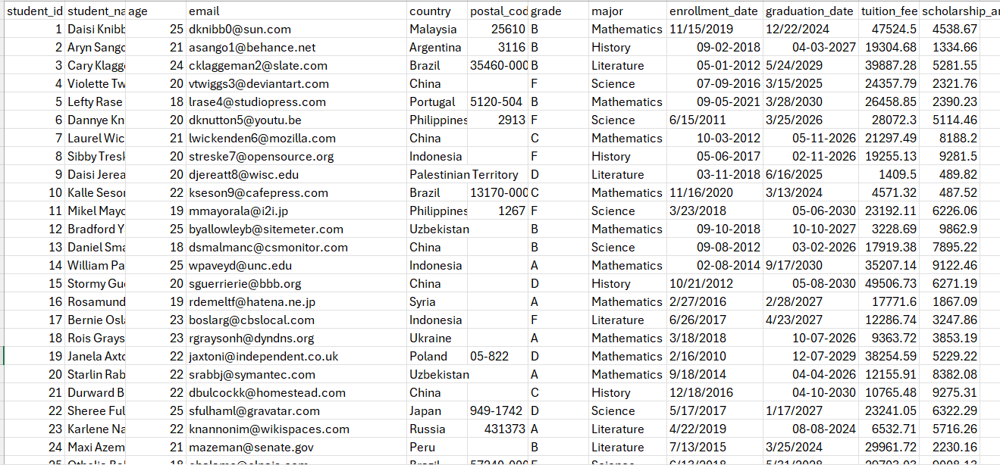 student_id student_na age email country postal_cod grade major enrollment_date graduation_date tuition_fee scholarship_a
1 Daisi Knibb 25 dknibb0@sun.com Malaysia 25610 B Mathematics 11/15/2019 12/22/2024 47524.5 4538.67
2 Aryn Sang 21 asango1@behance.net Argentina 3116 B History 09-02-2018 04-03-2027 19304.68 1334.66
3 Cary Klagg 24 cklaggeman2@slate.com Brazil 35460-000 B Literature 05-01-2012 5/24/2029 39887.28 5281.55
4 Violette Tw 20 vtwiggs3@deviantart.com China F Science 07-09-2016 3/15/2025 24357.79 2321.76
5 Lefty Rase 18 lrase4@studiopress.com Portugal 5120-504 B Mathematics 09-05-2021 3/28/2030 26458.85 2390.23
6 Dannye Kn 20 dknutton5@youtu.be Philippines 2913 F Science 6/15/2011 3/25/2026 28072.3 5114.46
7 Laurel Wic 21 lwickenden6@mozilla.com China C Mathematics 10-03-2012 05-11-2026 21297.49 8188.2
8 Sibby Tresk 20 streske7@opensource.org Indonesia F History 05-06-2017 02-11-2026 19255.13 9281.5
9 Daisi Jerea 20 djereatt8@wisc.edu Palestinian Territory D Literature 03-11-2018 6/16/2025 1409.5 489.82
10 Kalle Seso 22 kseson9@cafepress.com Brazil 13170-000 C Mathematics 11/16/2020 3/13/2024 4571.32 487.52
11 Mikel Mayo 19 mmayorala@i2i.jp Philippines 1267 F Science 3/23/2018 05-06-2030 23192.11 6226.06
12 Bradford Y 25 byallowleyb@sitemeter.com Uzbekistan B Mathematics 09-10-2018 10-10-2027 3228.69 9862.9
13 Daniel Sma 18 dsmalmanc@csmonitor.com China B Science 09-08-2012 03-02-2026 17919.38 7895.22
14 William Pa 25 wpaveyd@unc.edu Indonesia A Mathematics 02-08-2014 9/17/2030 35207.14 9122.46
15 Stormy Gu 20 sguerrierie@bbb.org China D History 10/21/2012 05-08-2030 49506.73 6271.19
16 Rosamund 19 rdemeltf@hatena.ne.jp Syria A Mathematics 2/27/2016 2/28/2027 17771.6 1867.09
17 Bernie Osl 23 boslarg@cbslocal.com Indonesia F Literature 6/26/2017 4/23/2027 12286.74 3247.86
18 Rois Grays 23 rgraysonh@dyndns.org Ukraine A Mathematics 3/18/2018 10-07-2026 9363.72 3853.19
19 Janela Axto 22 jaxtoni@independent.co.uk Poland 05-822 D Mathematics 2/16/2010 12-07-2029 38254.59 5229.22
20 Starlin Rab 22 srabbj@symantec.com Uzbekistan A Mathematics 9/18/2014 04-04-2026 12155.91 8382.08
21 Durward B 22 dbulcockk@homestead.com China C History 12/18/2016 04-10-2030 10765.48 9275.31
22 Sheree Ful 25 sfulhaml@gravatar.com Japan 949-1742 D Science 5/17/2017 1/17/2027 23241.05 6322.29
23 Karlene Na 22 knannonim@wikispaces.com Russia 431373 A Literature 4/22/2019 08-08-2024 6532.71 5716.26
24 Maxi Azem 21 mazeman@senate.gov Peru B Literature 7/13/2015 3/25/2024 29961.72 2230.16